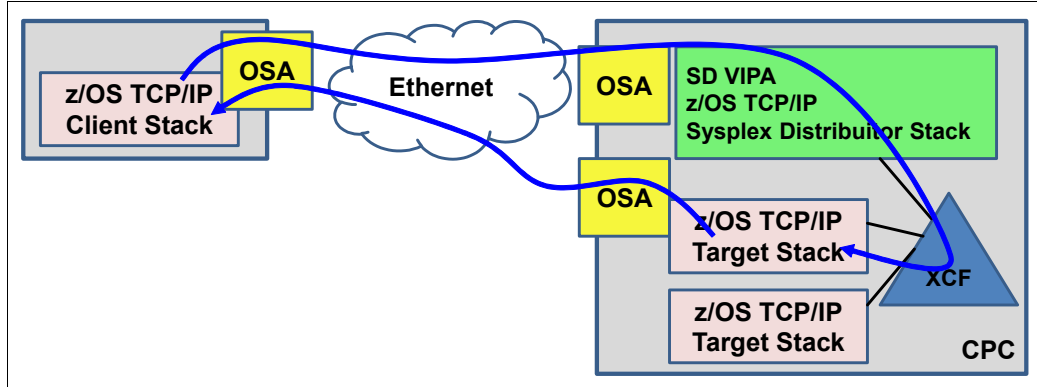 OSA
z/OS TCP/IP
Client Stack
Ethernet
OSA
SD VIPA
z/OS TCP/IP
Sysplex Distribuitor Stack
OSA
z/OS TCP/IP
Target Stack
XCF
z/OS TCP/IP
Target Stack
CPC